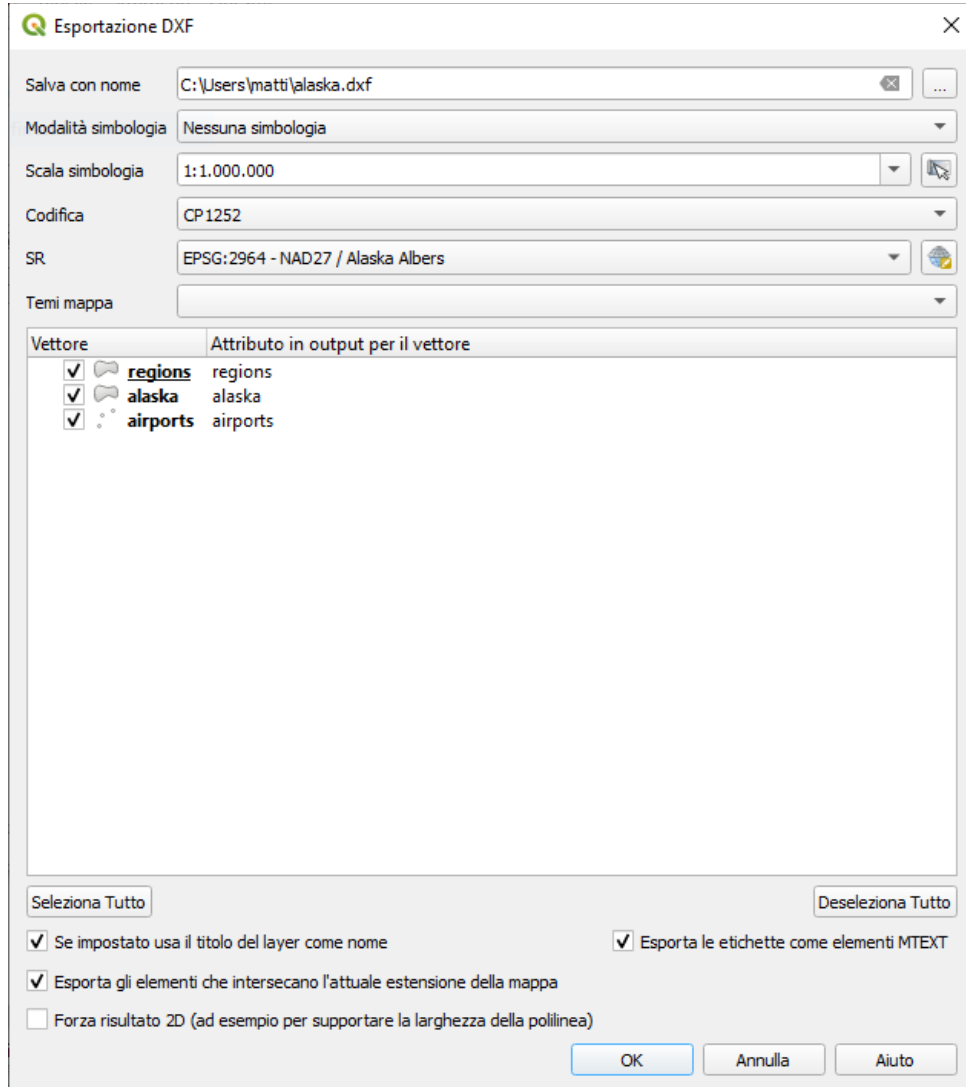 Esportazione DXF
Salva con nome C:\Users\matti\alaska.dxf ...
Modalità simbologia Nessuna simbologia
Scala simbologia 1:1.000.000
Codifica CP1252
SR EPSG:2964 - NAD27 / Alaska Albers
Temi mappa
Vettore Attributo in output per il vettore
regions regions
alaska alaska
airports airports
Seleziona Tutto Deseleziona Tutto
Se impostato usa il titolo del layer come nome Esporta le etichette come elementi MTEXT
Esporta gli elementi che intersecano l'attuale estensione della mappa
Forza risultato 2D (ad esempio per supportare la larghezza della polilinea)
OK Annulla Aiuto